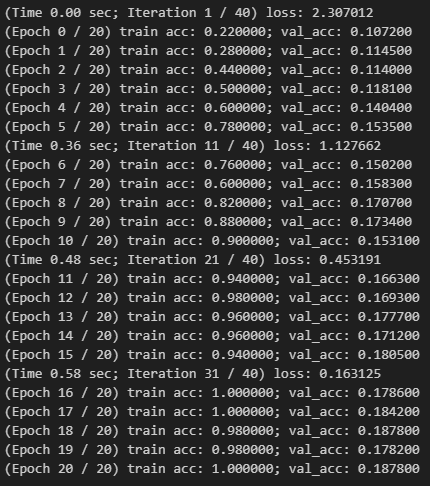 (Time 0.00 sec; Iteration 1 / 40) loss: 2.307012
(Epoch 0 / 20) train acc: 0.220000; val_acc: 0.107200
(Epoch 1 / 20) train acc: 0.280000; val_acc: 0.114500
(Epoch 2 / 20) train acc: 0.440000; val_acc: 0.114000
(Epoch 3 / 20) train acc: 0.500000; val_acc: 0.118100
(Epoch 4 / 20) train acc: 0.600000; val_acc: 0.140400
(Epoch 5 / 20) train acc: 0.780000; val_acc: 0.153500
(Time 0.36 sec; Iteration 11 / 40) loss: 1.127662
(Epoch 6 / 20) train acc: 0.760000; val_acc: 0.150200
(Epoch 7 / 20) train acc: 0.600000; val_acc: 0.158300
(Epoch 8 / 20) train acc: 0.820000; val_acc: 0.170700
(Epoch 9 / 20) train acc: 0.880000; val_acc: 0.173400
(Epoch 10 / 20) train acc: 0.900000; val_acc: 0.153100
(Time 0.48 sec; Iteration 21 / 40) loss: 0.453191
(Epoch 11 / 20) train acc: 0.940000; val_acc: 0.166300
(Epoch 12 / 20) train acc: 0.980000; val_acc: 0.169300
(Epoch 13 / 20) train acc: 0.960000; val_acc: 0.177700
(Epoch 14 / 20) train acc: 0.960000; val_acc: 0.171200
(Epoch 15 / 20) train acc: 0.940000; val_acc: 0.180500
(Time 0.58 sec; Iteration 31 / 40) loss: 0.163125
(Epoch 16 / 20) train acc: 1.000000; val_acc: 0.178600
(Epoch 17 / 20) train acc: 1.000000; val_acc: 0.184200
(Epoch 18 / 20) train acc: 0.980000; val_acc: 0.187800
(Epoch 19 / 20) train acc: 0.980000; val_acc: 0.178200
(Epoch 20 / 20) train acc: 1.000000; val_acc: 0.187800